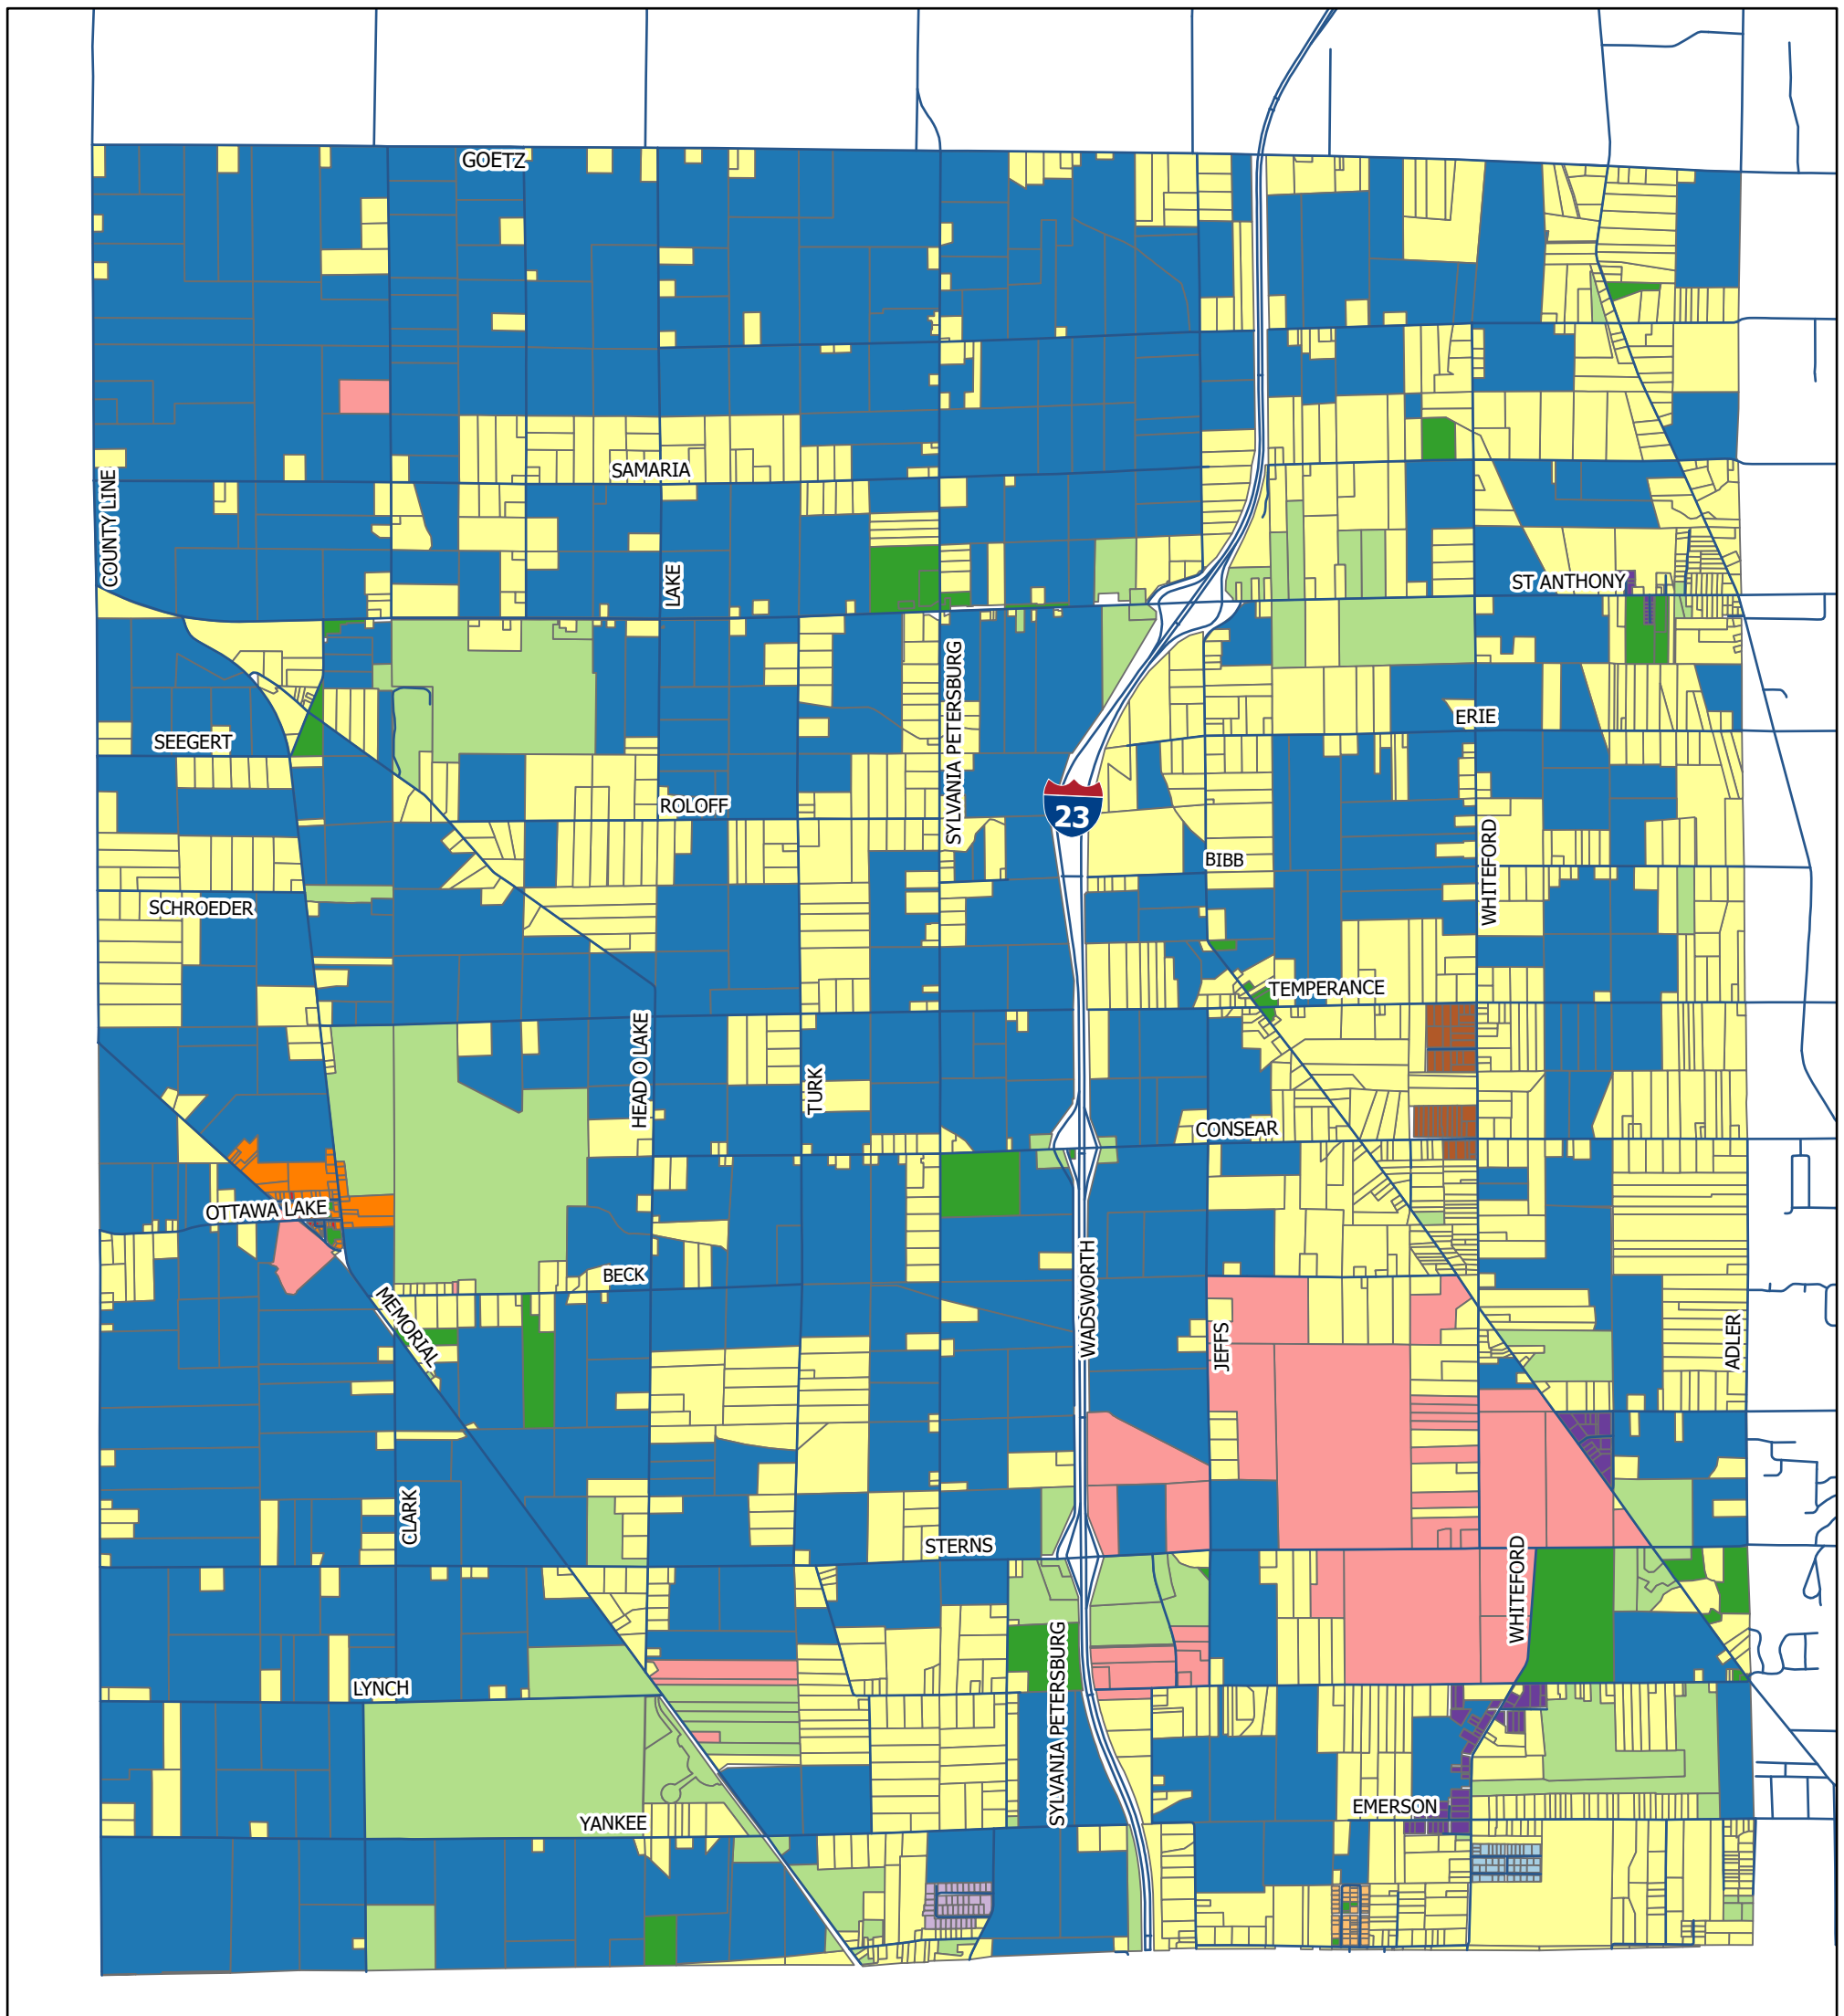 GOETZ
SAMARIA
COUNTY LINE
LAKE
ST ANTHONY
SYLVANIA PETERSBURG
ERIE
SEEGERT
ROLOFF
23
BIBB
WHITEFORD
SCHROEDER
TEMPERANCE
HEAD O LAKE
TURK
CONSEAR
OTTAWA LAKE
BECK
WADSWORTH
MEMORIAL
JEFFS
ADLER
CLARK
STERNS
WHITEFORD
LYNCH
SYLVANIA PETERSBURG
EMERSON
YANKEE